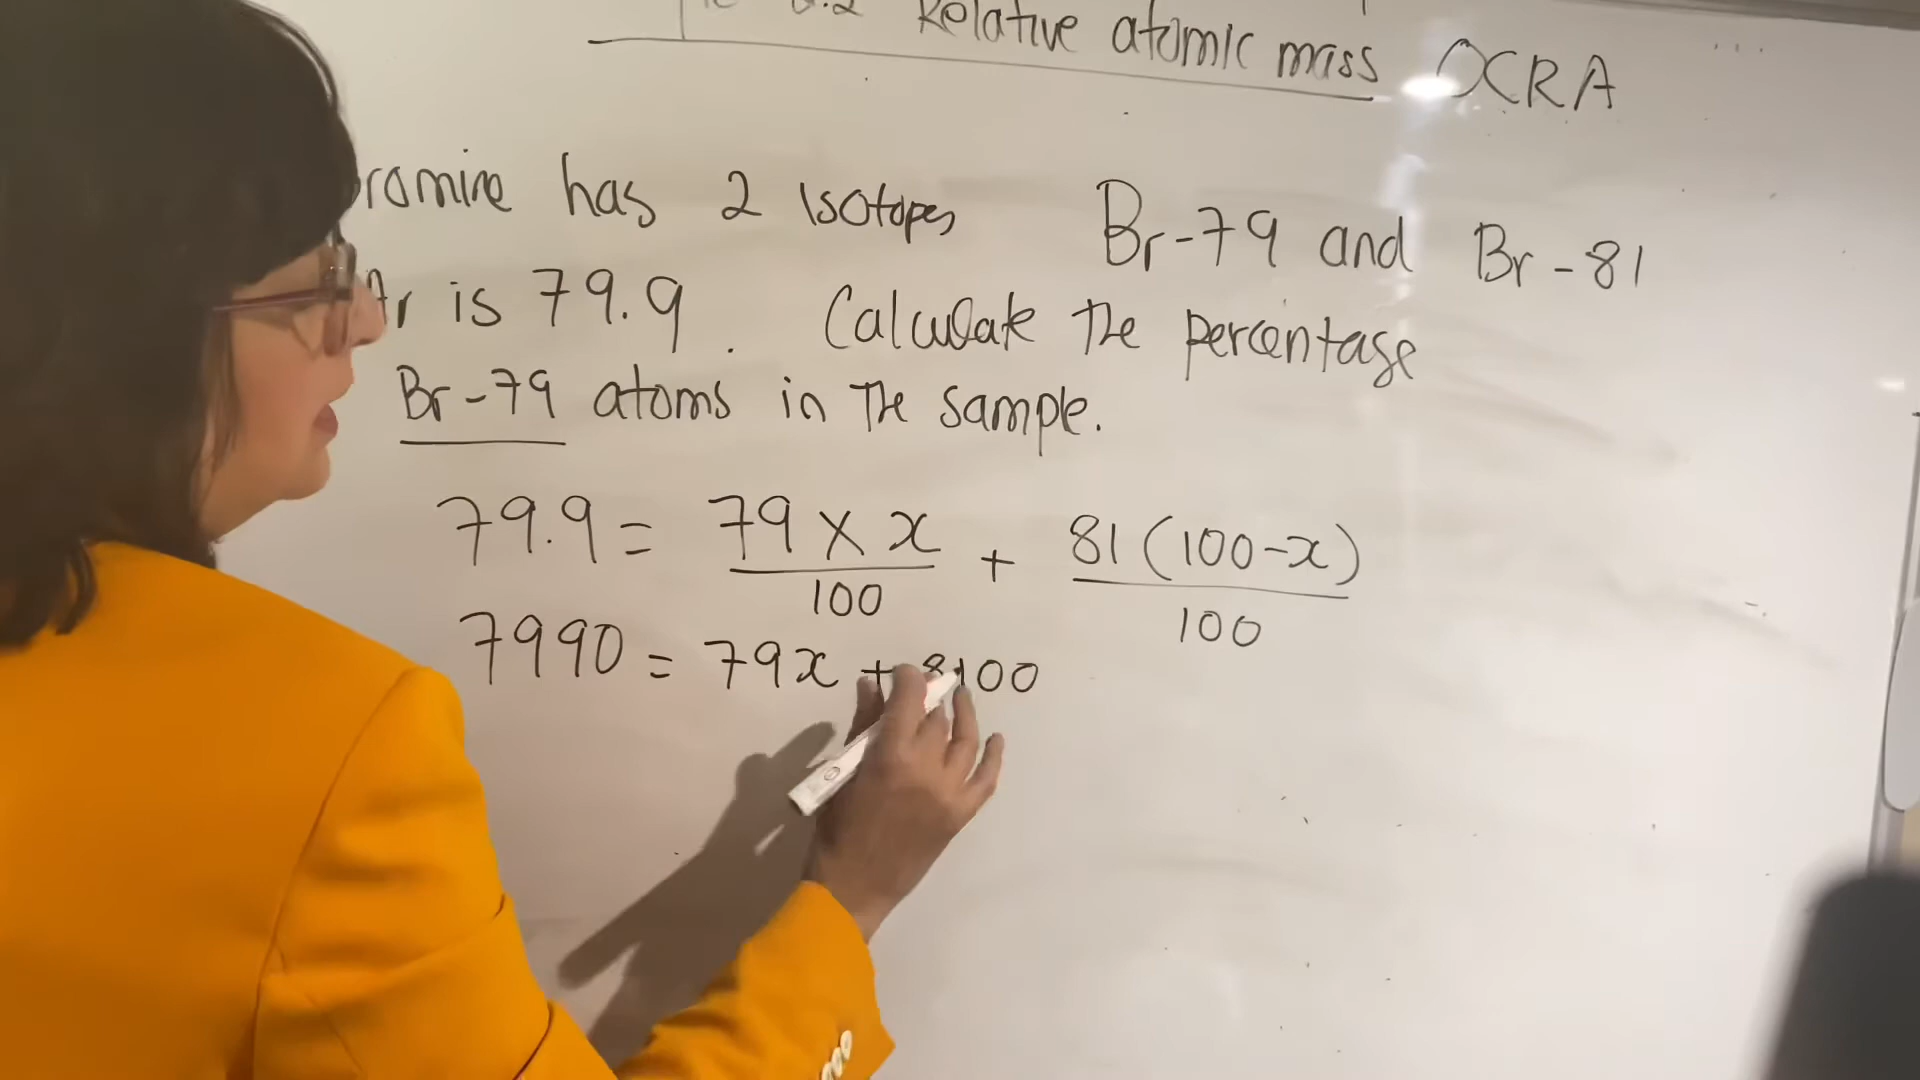 Relative atomic mass OCRA
romine has 2 isotopes Br-79 and Br-81
Ar is 79.9. Calculate the percentage
Br-79 atoms in the sample.
79.9 = 79 × x / 100 + 81(100-x) / 100
7990 = 79x + 8100